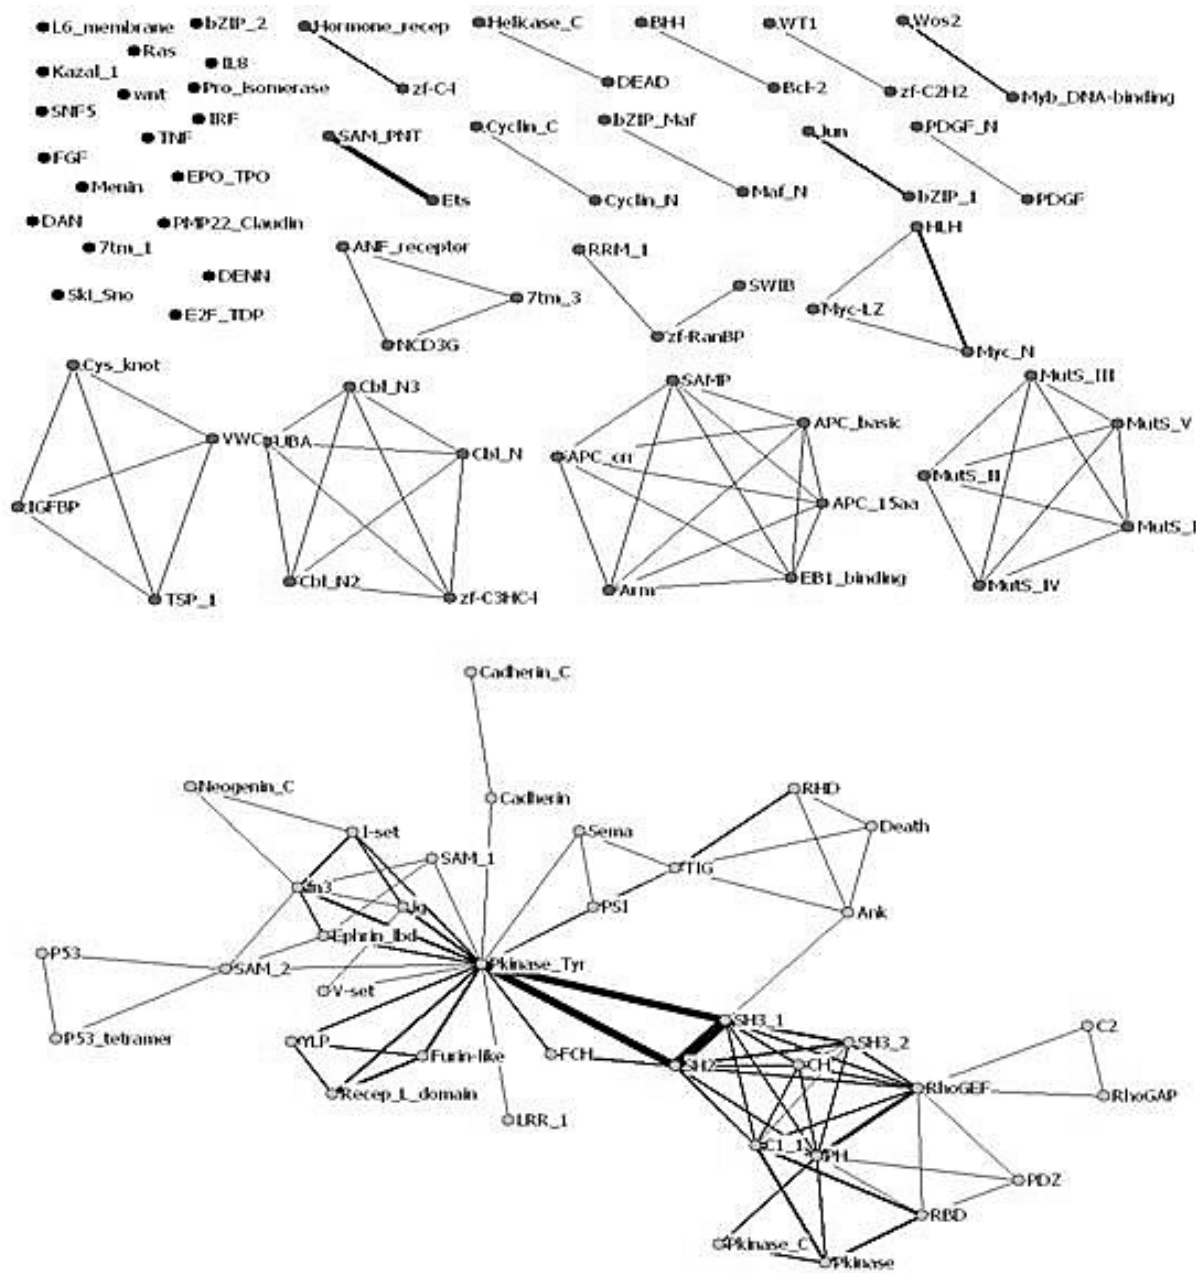 L6_membrane
bZIP_2
Hormone_recep
Helikase_C
BH4
WT1
Wos2
Ras
Kazal_1
IL8
wnt
Pro_isomerase
zf-C4
DEAD
Bcl-2
zf-C2H2
Myb_DNA-binding
SNF5
IRF
TNF
SAM_PNT
Cyclin_C
bZIP_Maf
Jun
PDGF_N
FGF
Menin
EPO_TPO
Ets
Cyclin_N
Maf_N
bZIP_1
PDGF
DAN
PMP22_Claudin
HLH
7tm_1
ANF_receptor
RRM_1
DENN
SWIB
Ski_Sno
7tm_3
Myc-LZ
E2F_TDP
NCD3G
zf-RanBP
Myc_N
Cys_knot
Cbl_N3
SAMP
MutS_III
VWC
UBA
Cbl_N
APC_basic
MutS_V
APC_crr
MutS_II
IGFBP
APC_15aa
MutS_I
Cbl_N2
Arm
EB1_binding
MutS_IV
TSP_1
zf-C3HC4
Cadherin_C
Neogenin_C
Cadherin
RHD
I-set
Sema
Death
SAM_1
TIG
fn3
Ig
PSI
Ank
Ephrin_lbd
P53
SAM_2
Pkinase_Tyr
V-set
SH3_1
C2
P53_tetramer
YLP
Furin-like
FCH
SH2
CH
SH3_2
Recep_L_domain
RhoGEF
RhoGAP
LRR_1
C1_1
PH
PDZ
RBD
Pkinase_C
Pkinase